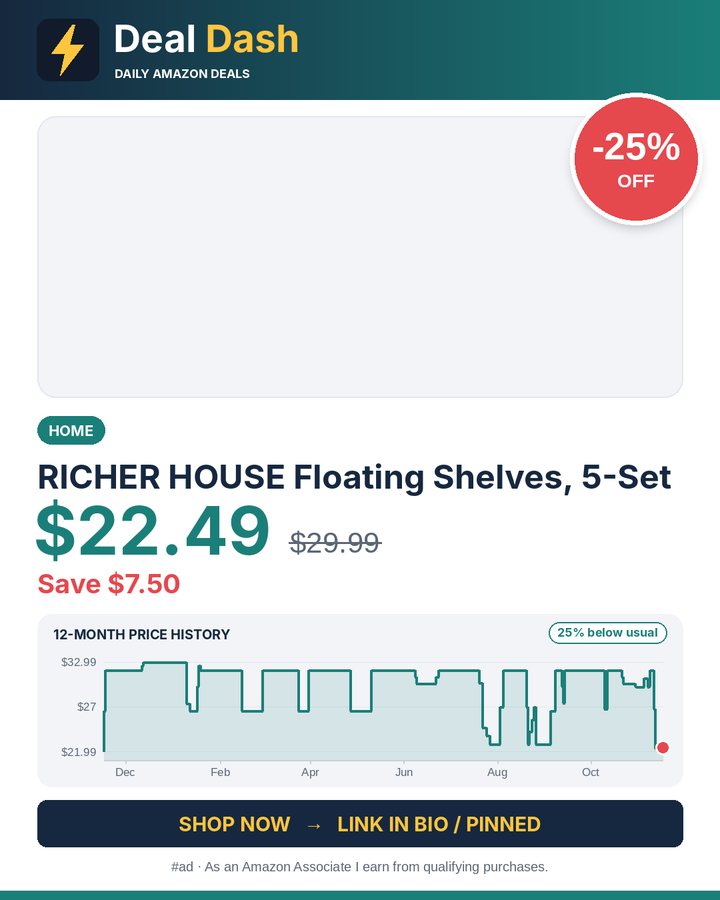 Deal Dash
DAILY AMAZON DEALS
-25%
OFF
HOME
RICHER HOUSE Floating Shelves, 5-Set
$22.49 $29.99
Save $7.50
12-MONTH PRICE HISTORY
25% below usual
$32.99
$27
$21.99
Dec Feb Apr Jun Aug Oct
SHOP NOW → LINK IN BIO / PINNED
#ad · As an Amazon Associate I earn from qualifying purchases.